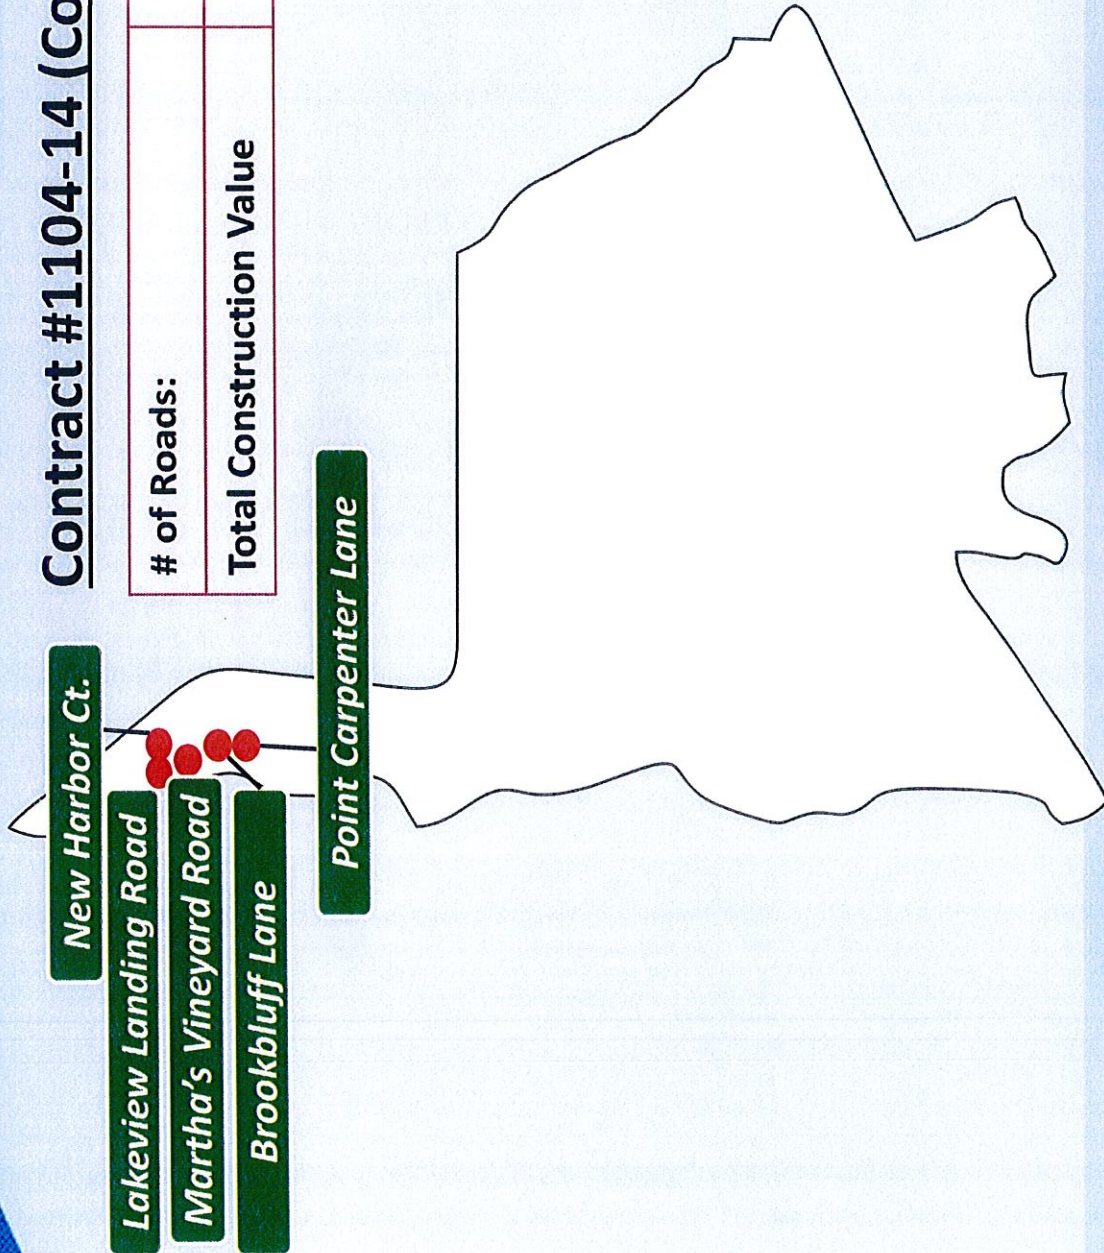 Contract #1104-14 (Co
# of Roads:
Total Construction Value
New Harbor Ct.
Lakeview Landing Road
Martha's Vineyard Road
Brookbluff Lane
Point Carpenter Lane